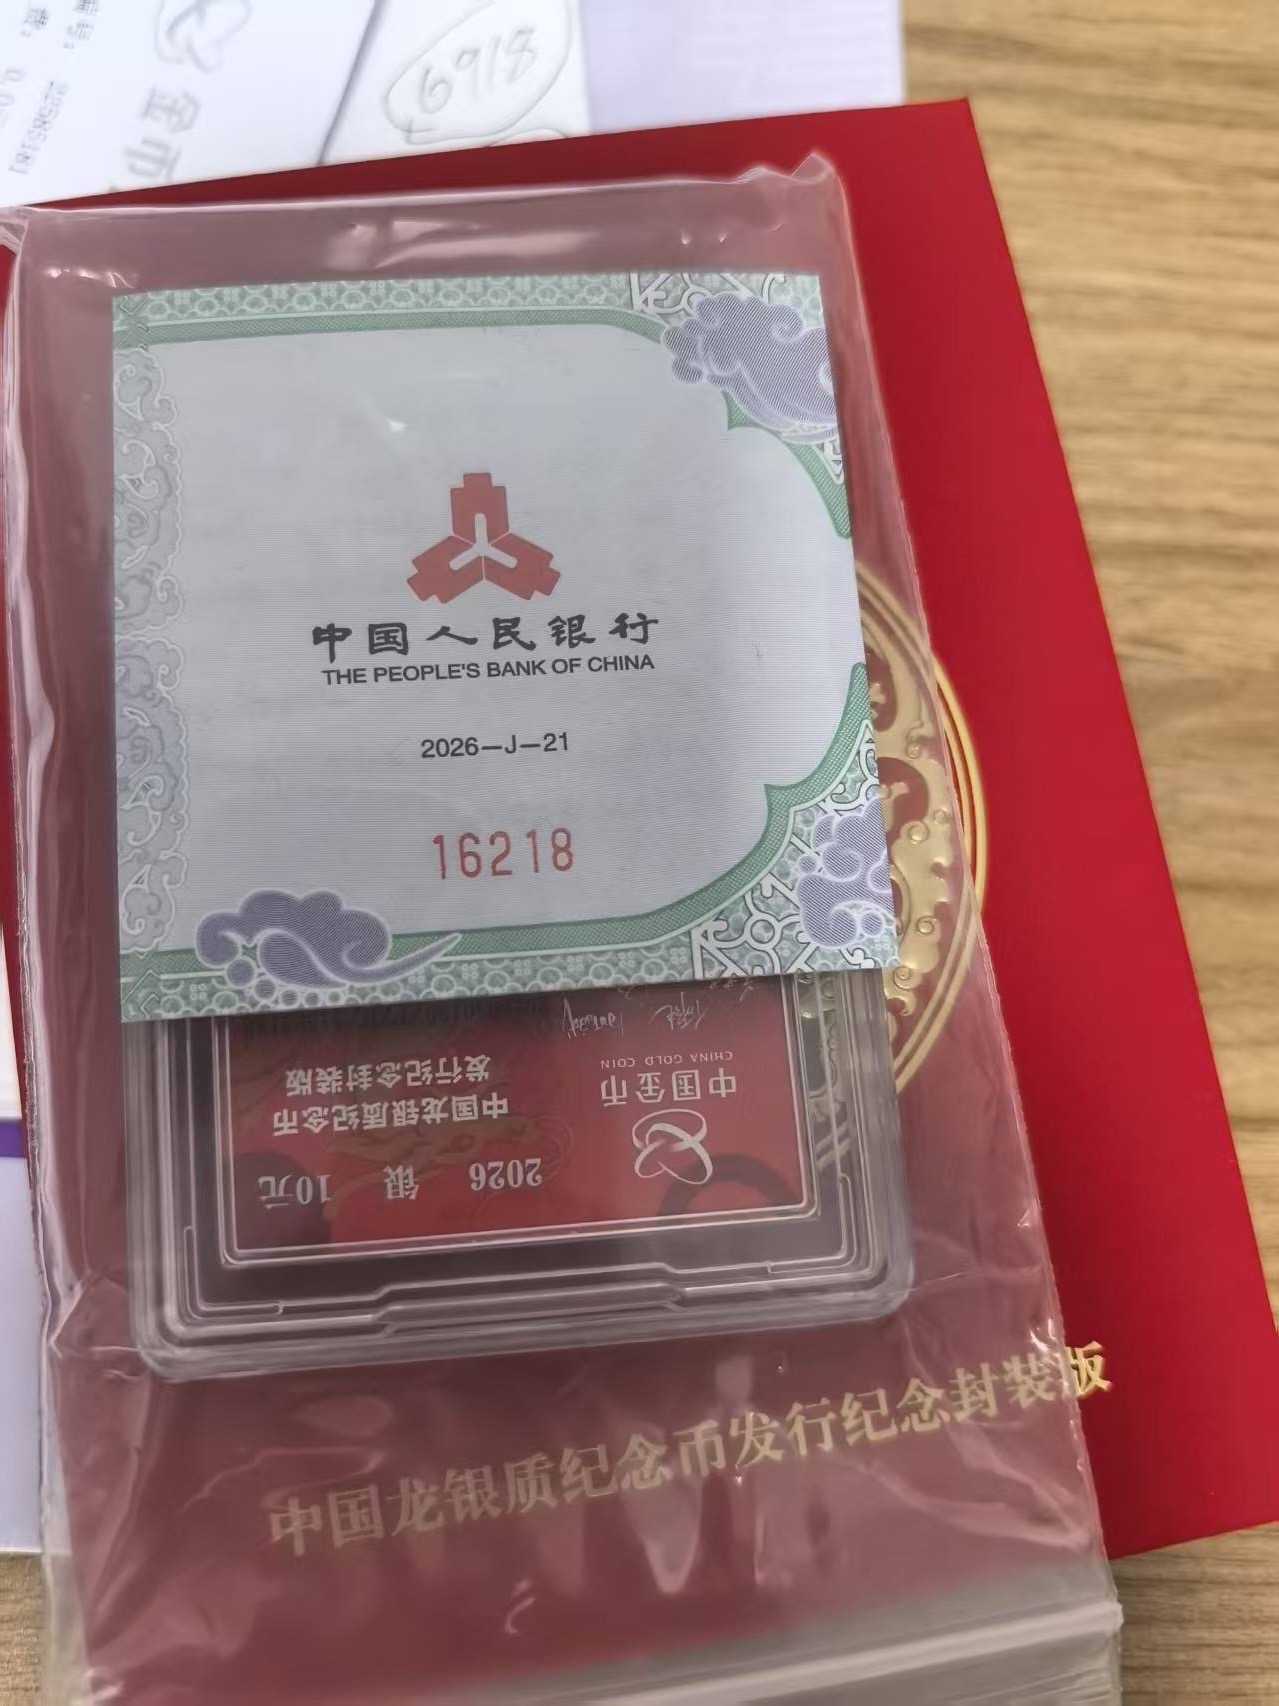 6918
22585181
金币
中国人民银行
THE PEOPLE'S BANK OF CHINA
2026—J—21
16218
中国金币
CHINA GOLD COIN
2026 银 10元
中国龙银质纪念币
发行纪念封装版
中国龙银质纪念币发行纪念封装版